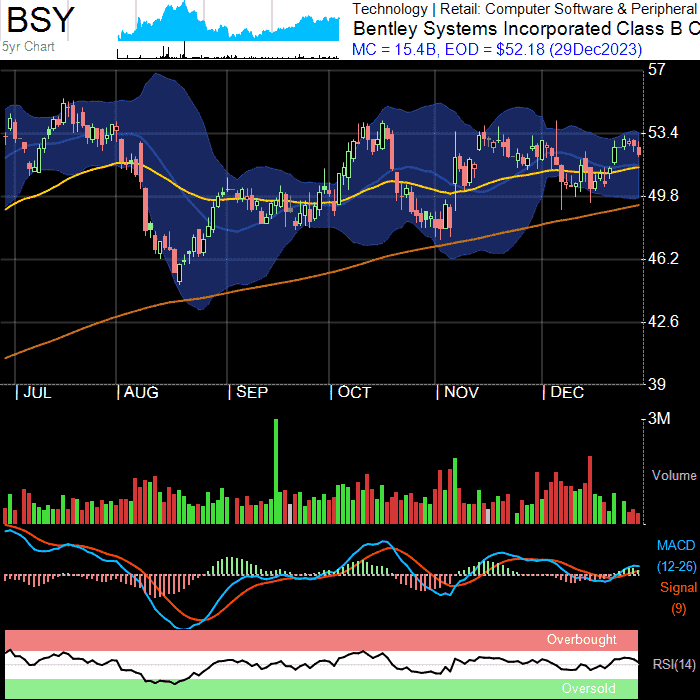 BSY
Technology | Retail: Computer Software & Peripheral
Bentley Systems Incorporated Class B C
5yr Chart
MC = 15.4B, EOD = $52.18 (29Dec2023)
57
53.4
49.8
46.2
42.6
39
| JUL | AUG | SEP | OCT | NOV | DEC
3M
Volume
MACD
(12-26)
Signal
(9)
Overbought
RSI(14)
Oversold